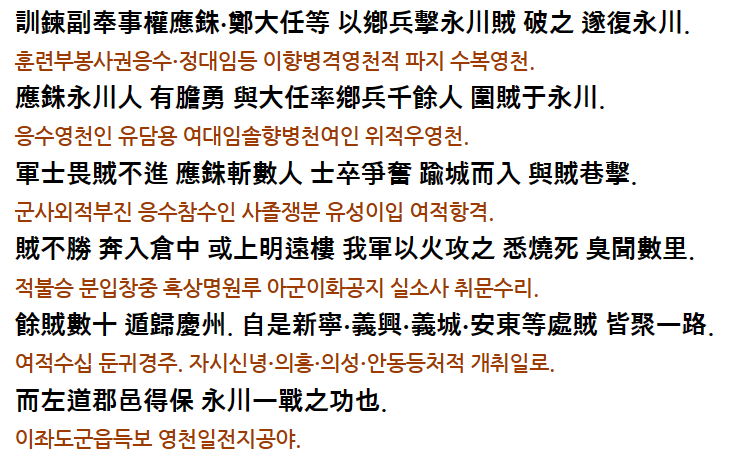 訓鍊副奉事權應銖·鄭大任等 以鄕兵擊永川賊 破之 遂復永川.
훈련부봉사권응수·정대임등 이향병격영천적 파지 수복영천.
應銖永川人 有膽勇 與大任率鄕兵千餘人 圍賊于永川.
응수영천인 유담용 여대임솔향병천여인 위적우영천.
軍士畏賊不進 應銖斬數人 士卒爭奮 踰城而入 與賊巷擊.
군사외적부진 응수참수인 사졸쟁분 유성이입 여적항격.
賊不勝 奔入倉中 或上明遠樓 我軍以火攻之 悉燒死 臭聞數里.
적불승 분입창중 혹상명원루 아군이화공지 실소사 취문수리.
餘賊數十 遁歸慶州. 自是新寧·義興·義城·安東等處賊 皆聚一路.
여적수십 둔귀경주. 자시신녕·의흥·의성·안동등처적 개취일로.
而左道郡邑得保 永川一戰之功也.
이좌도군읍득보 영천일전지공야.